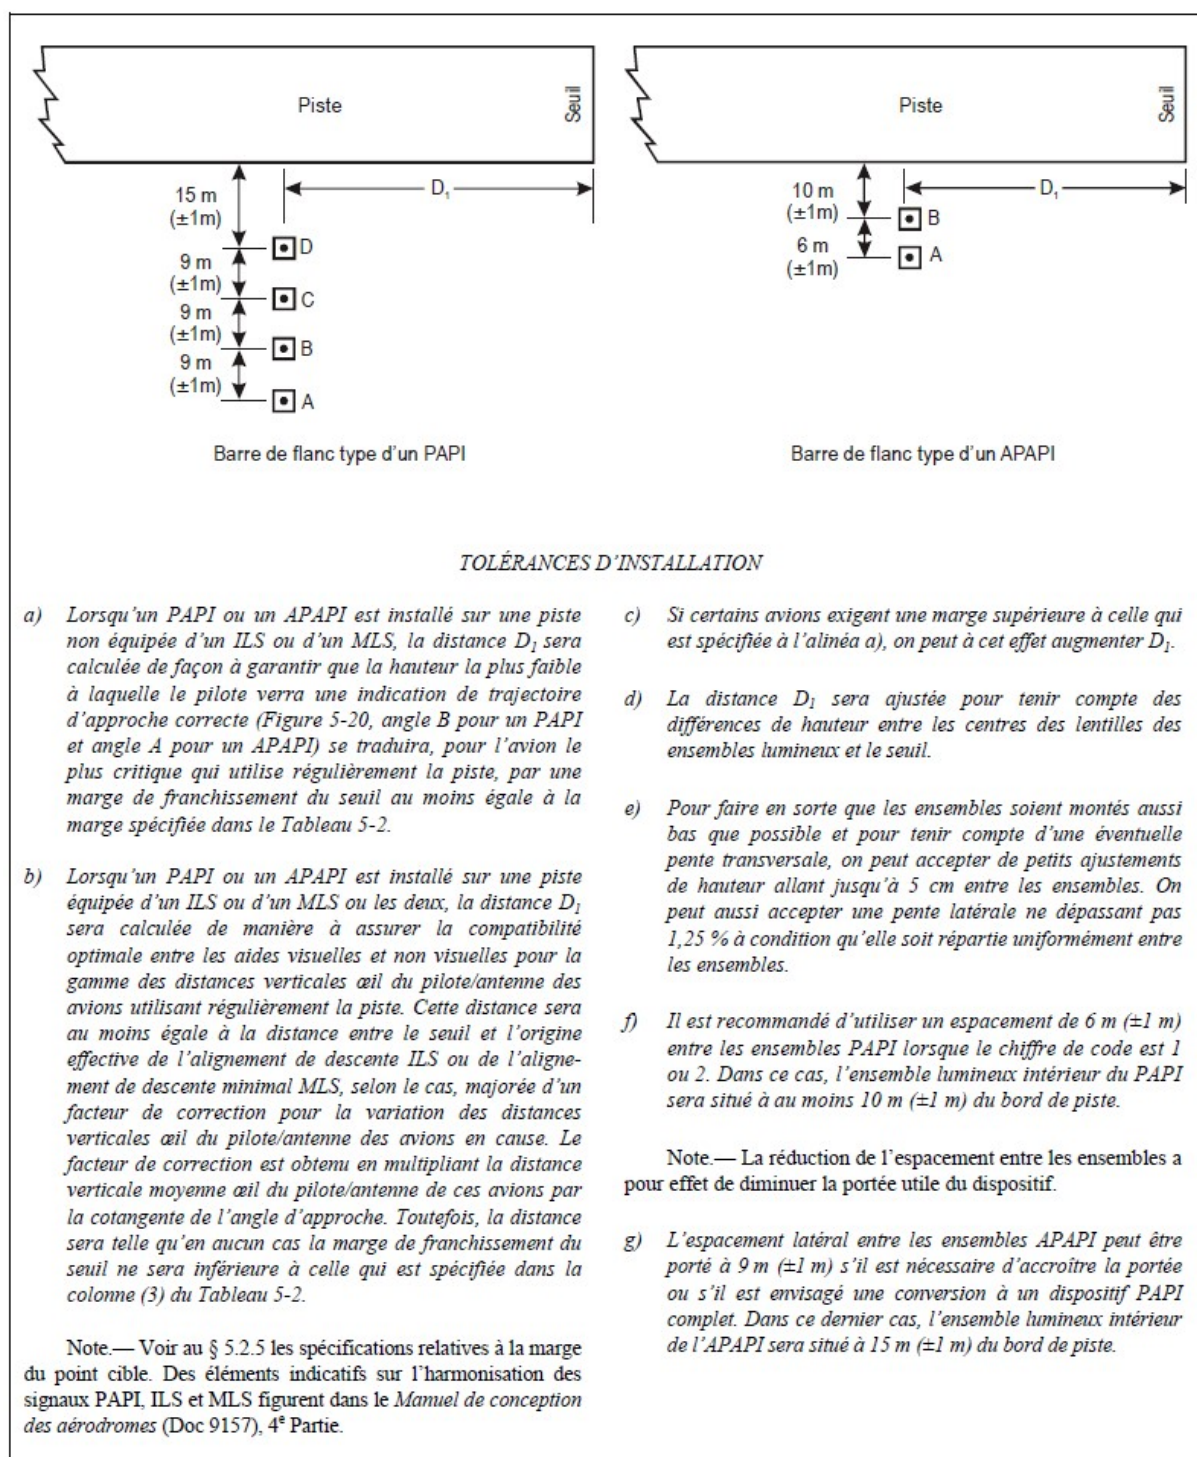 Piste
Seuil
15 m
(±1m)
D1
D
9 m
(±1m)
C
9 m
(±1m)
B
9 m
(±1m)
A
Barre de flanc type d'un PAPI
Piste
Seuil
10 m
(±1m)
D1
B
6 m
(±1m)
A
Barre de flanc type d'un APAPI
TOLÉRANCES D'INSTALLATION
a) Lorsqu'un PAPI ou un APAPI est installé sur une piste
non équipée d'un ILS ou d'un MLS, la distance D1 sera
calculée de façon à garantir que la hauteur la plus faible
à laquelle le pilote verra une indication de trajectoire
d'approche correcte (Figure 5-20, angle B pour un PAPI
et angle A pour un APAPI) se traduira, pour l'avion le
plus critique qui utilise régulièrement la piste, par une
marge de franchissement du seuil au moins égale à la
marge spécifiée dans le Tableau 5-2.
b) Lorsqu'un PAPI ou un APAPI est installé sur une piste
équipée d'un ILS ou d'un MLS ou les deux, la distance D1
sera calculée de manière à assurer la compatibilité
optimale entre les aides visuelles et non visuelles pour la
gamme des distances verticales œil du pilote/antenne des
avions utilisant régulièrement la piste. Cette distance sera
au moins égale à la distance entre le seuil et l'origine
effective de l'alignement de descente ILS ou de l'aligne-
ment de descente minimal MLS, selon le cas, majorée d'un
facteur de correction pour la variation des distances
verticales œil du pilote/antenne des avions en cause. Le
facteur de correction est obtenu en multipliant la distance
verticale moyenne œil du pilote/antenne de ces avions par
la cotangente de l'angle d'approche. Toutefois, la distance
sera telle qu'en aucun cas la marge de franchissement du
seuil ne sera inférieure à celle qui est spécifiée dans la
colonne (3) du Tableau 5-2.
Note.— Voir au § 5.2.5 les spécifications relatives à la marge
du point cible. Des éléments indicatifs sur l'harmonisation des
signaux PAPI, ILS et MLS figurent dans le Manuel de conception
des aérodromes (Doc 9157), 4e Partie.
c) Si certains avions exigent une marge supérieure à celle qui
est spécifiée à l'alinéa a), on peut à cet effet augmenter D1.
d) La distance D1 sera ajustée pour tenir compte des
différences de hauteur entre les centres des lentilles des
ensembles lumineux et le seuil.
e) Pour faire en sorte que les ensembles soient montés aussi
bas que possible et pour tenir compte d'une éventuelle
pente transversale, on peut accepter de petits ajustements
de hauteur allant jusqu'à 5 cm entre les ensembles. On
peut aussi accepter une pente latérale ne dépassant pas
1,25 % à condition qu'elle soit répartie uniformément entre
les ensembles.
f) Il est recommandé d'utiliser un espacement de 6 m (±1 m)
entre les ensembles PAPI lorsque le chiffre de code est 1
ou 2. Dans ce cas, l'ensemble lumineux intérieur du PAPI
sera situé à au moins 10 m (±1 m) du bord de piste.
Note.— La réduction de l'espacement entre les ensembles a
pour effet de diminuer la portée utile du dispositif.
g) L'espacement latéral entre les ensembles APAPI peut être
porté à 9 m (±1 m) s'il est nécessaire d'accroître la portée
ou s'il est envisagé une conversion à un dispositif PAPI
complet. Dans ce dernier cas, l'ensemble lumineux intérieur
de l'APAPI sera situé à 15 m (±1 m) du bord de piste.